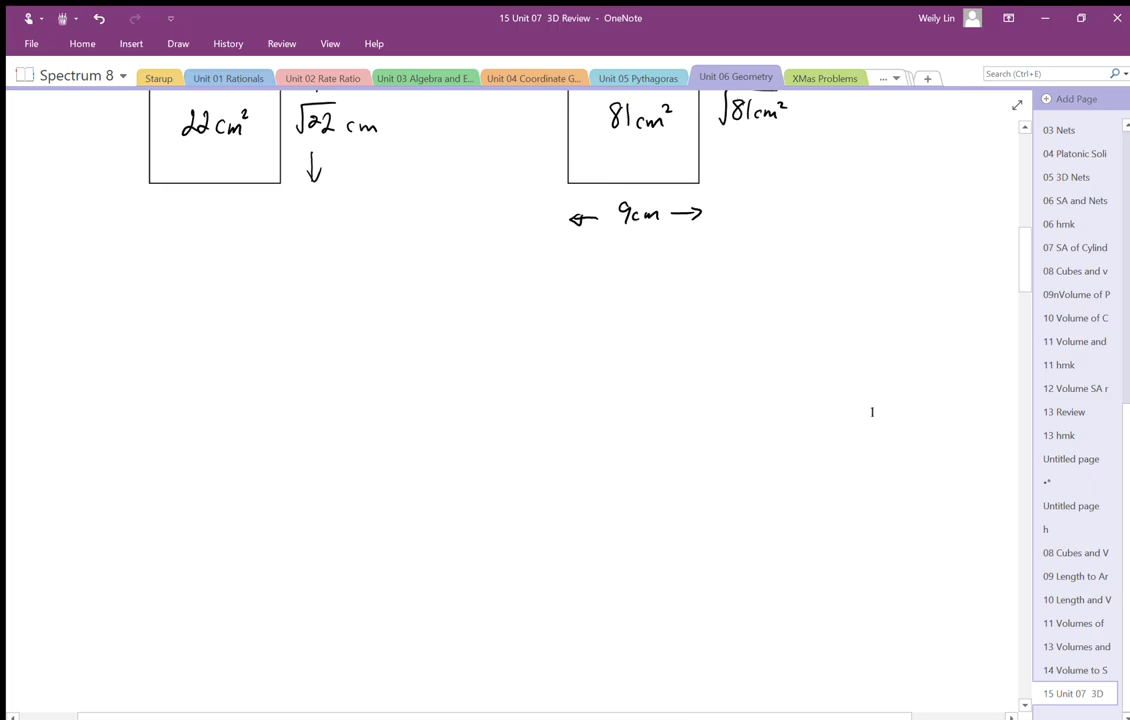 15 Unit 07 3D Review - OneNote
Weily Lin
File Home Insert Draw History Review View Help
Spectrum 8
Starup
Unit 01 Rationals
Unit 02 Rate Ratio
Unit 03 Algebra and E...
Unit 04 Coordinate G...
Unit 05 Pythagoras
Unit 06 Geometry
XMas Problems
...
Search (Ctrl+E)
22 cm²
√22 cm
81 cm²
√81 cm²
9 cm
Add Page
03 Nets
04 Platonic Soli
05 3D Nets
06 SA and Nets
06 hmk
07 SA of Cylind
08 Cubes and v
09nVolume of P
10 Volume of C
11 Volume and
11 hmk
12 Volume SA r
13 Review
13 hmk
Untitled page
•*
Untitled page
h
08 Cubes and V
09 Length to Ar
10 Length and V
11 Volumes of
13 Volumes and
14 Volume to S
15 Unit 07 3D